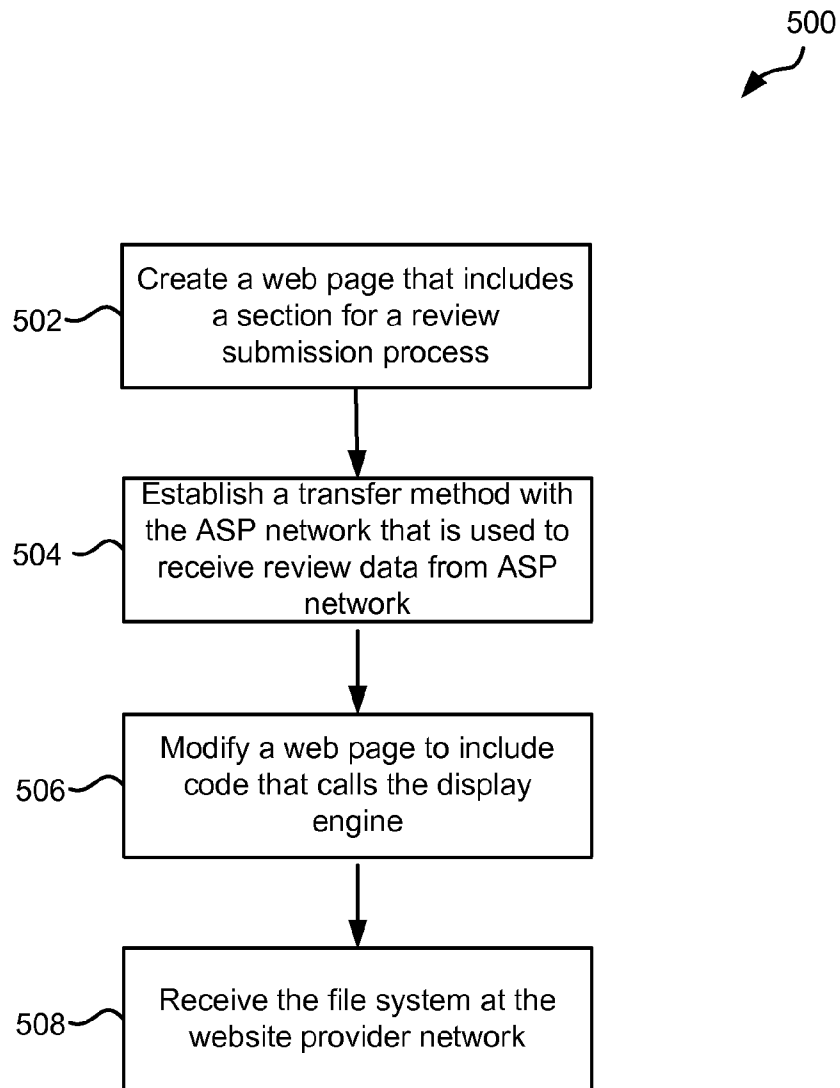 500
502
Create a web page that includes
a section for a review
submission process
504
Establish a transfer method with
the ASP network that is used to
receive review data from ASP
network
506
Modify a web page to include
code that calls the display
engine
508
Receive the file system at the
website provider network